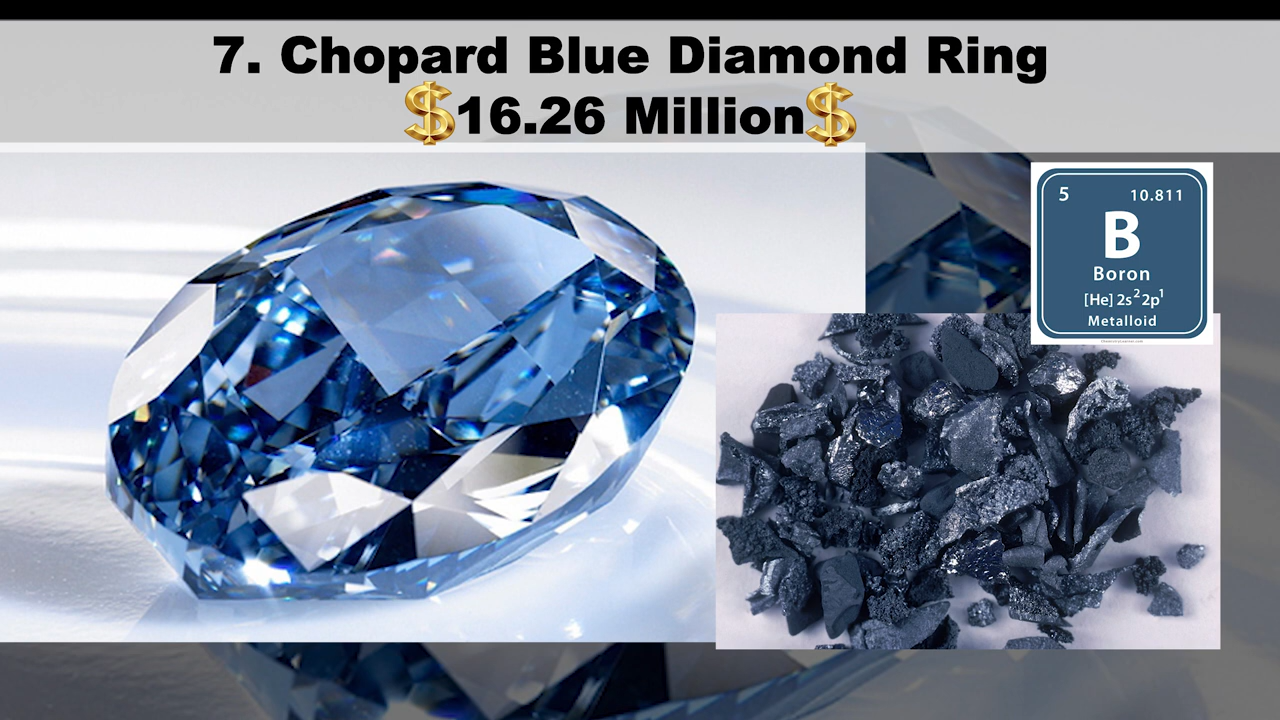 7. Chopard Blue Diamond Ring
$16.26 Million$
5 10.811
B
Boron
[He] 2s²2p¹
Metalloid